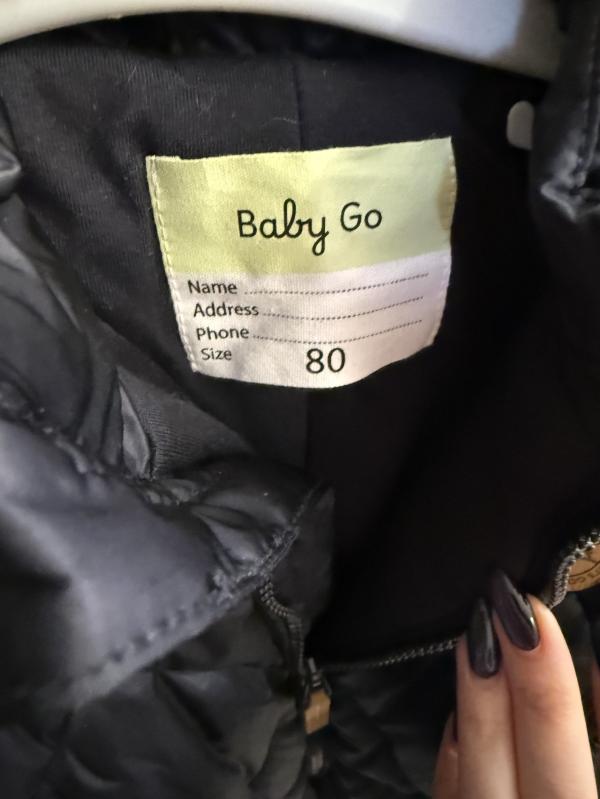 Baby Go
Name
Address
Phone
Size 80